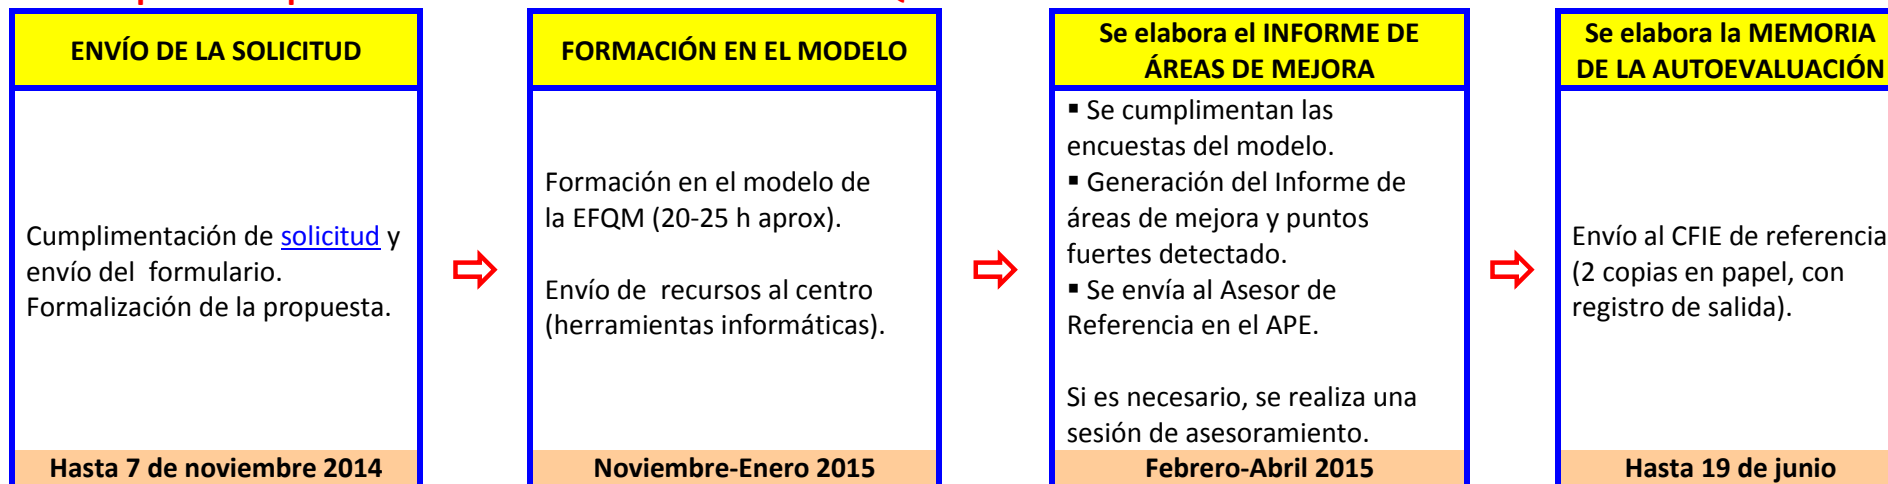 ENVÍO DE LA SOLICITUD
Cumplimentación de solicitud y
envío del formulario.
Formalización de la propuesta.
Hasta 7 de noviembre 2014
FORMACIÓN EN EL MODELO
Formación en el modelo de
la EFQM (20-25 h aprox).
Envío de recursos al centro
(herramientas informáticas).
Noviembre-Enero 2015
Se elabora el INFORME DE
ÁREAS DE MEJORA
▪ Se cumplimentan las
encuestas del modelo.
▪ Generación del Informe de
áreas de mejora y puntos
fuertes detectado.
▪ Se envía al Asesor de
Referencia en el APE.
Si es necesario, se realiza una
sesión de asesoramiento.
Febrero-Abril 2015
Se elabora la MEMORIA
DE LA AUTOEVALUACIÓN
Envío al CFIE de referencia
(2 copias en papel, con
registro de salida).
Hasta 19 de junio